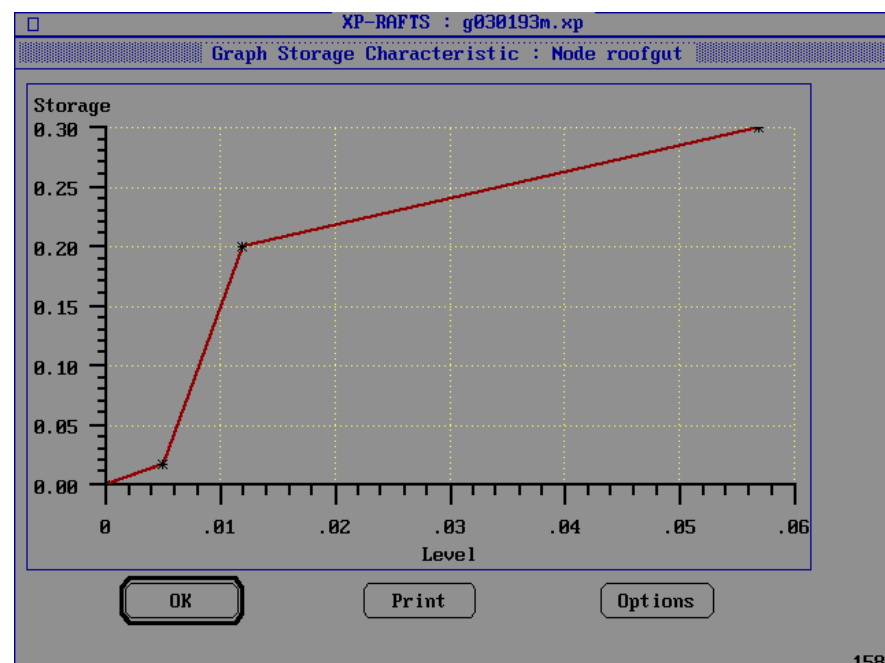 XP-RAFTS : g030193m.xp
Graph Storage Characteristic : Node roofgut
Storage
0.30
0.25
0.20
0.15
0.10
0.05
0.00
0 .01 .02 .03 .04 .05 .06
Level
OK Print Options
158